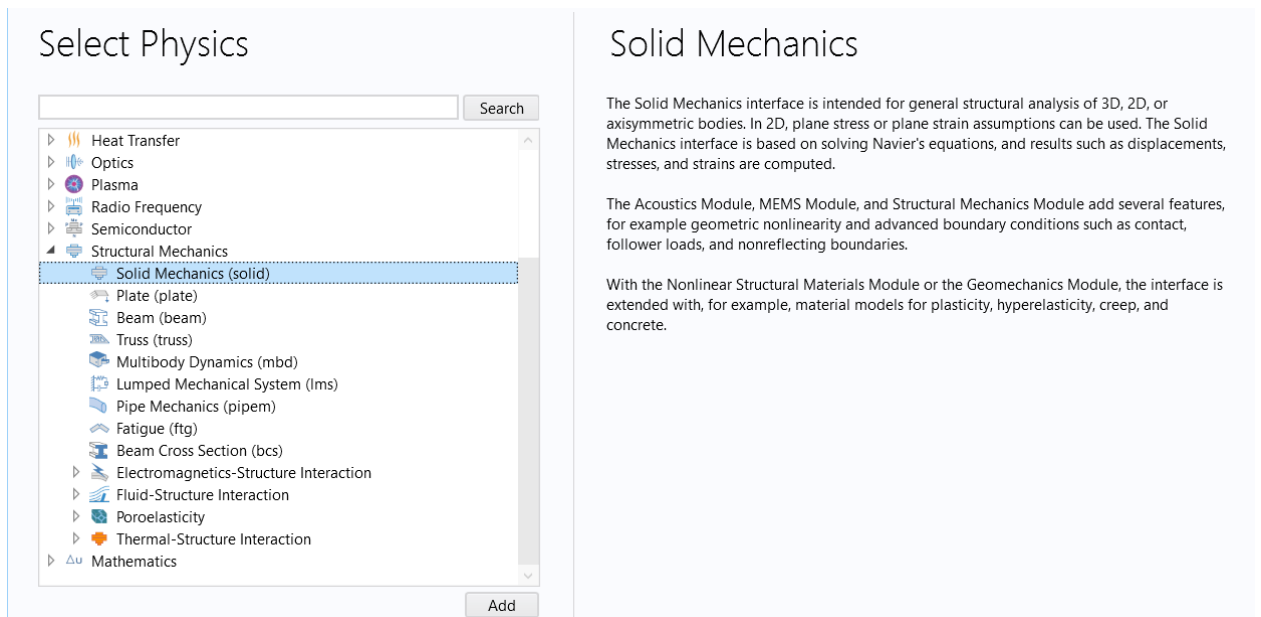 Select Physics
Search
Heat Transfer
Optics
Plasma
Radio Frequency
Semiconductor
Structural Mechanics
Solid Mechanics (solid)
Plate (plate)
Beam (beam)
Truss (truss)
Multibody Dynamics (mbd)
Lumped Mechanical System (lms)
Pipe Mechanics (pipem)
Fatigue (ftg)
Beam Cross Section (bcs)
Electromagnetics-Structure Interaction
Fluid-Structure Interaction
Poroelasticity
Thermal-Structure Interaction
Δu Mathematics
Add
Solid Mechanics
The Solid Mechanics interface is intended for general structural analysis of 3D, 2D, or
axisymmetric bodies. In 2D, plane stress or plane strain assumptions can be used. The Solid
Mechanics interface is based on solving Navier's equations, and results such as displacements,
stresses, and strains are computed.
The Acoustics Module, MEMS Module, and Structural Mechanics Module add several features,
for example geometric nonlinearity and advanced boundary conditions such as contact,
follower loads, and nonreflecting boundaries.
With the Nonlinear Structural Materials Module or the Geomechanics Module, the interface is
extended with, for example, material models for plasticity, hyperelasticity, creep, and
concrete.